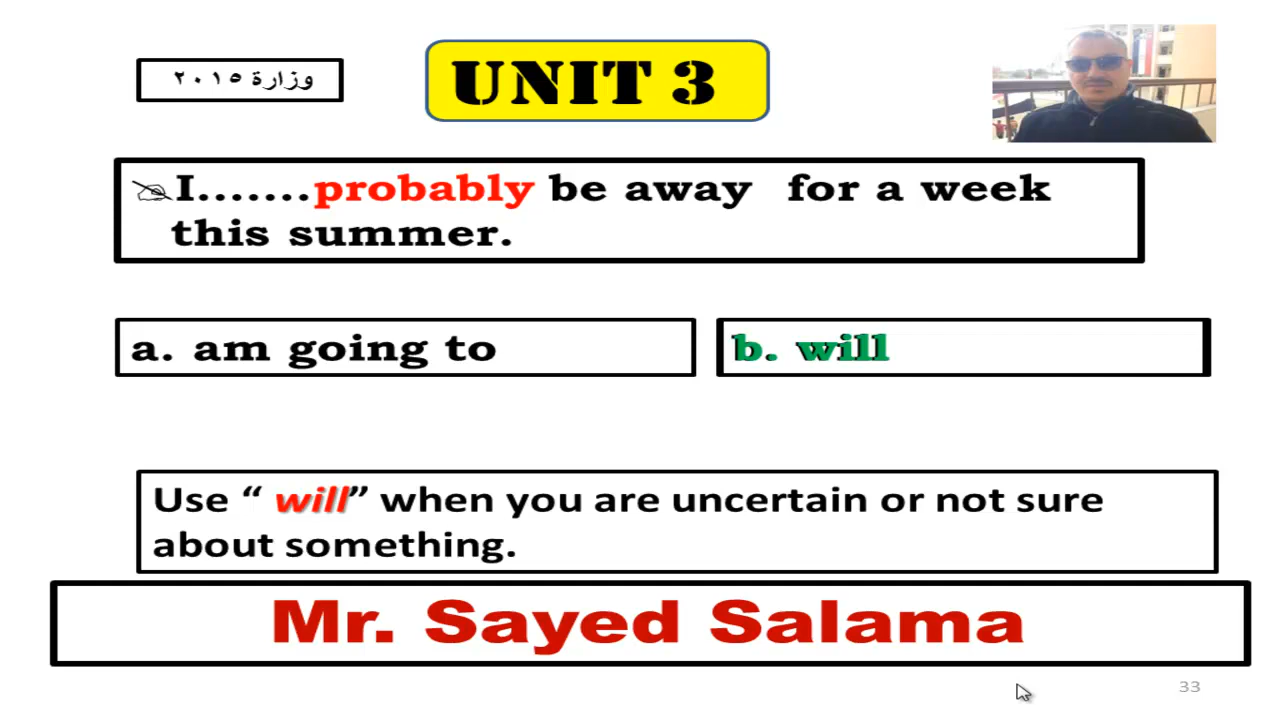 وزارة ٢٠١٥
UNIT 3
I.......probably be away for a week
this summer.
a. am going to
b. will
Use “ will” when you are uncertain or not sure
about something.
Mr. Sayed Salama
33